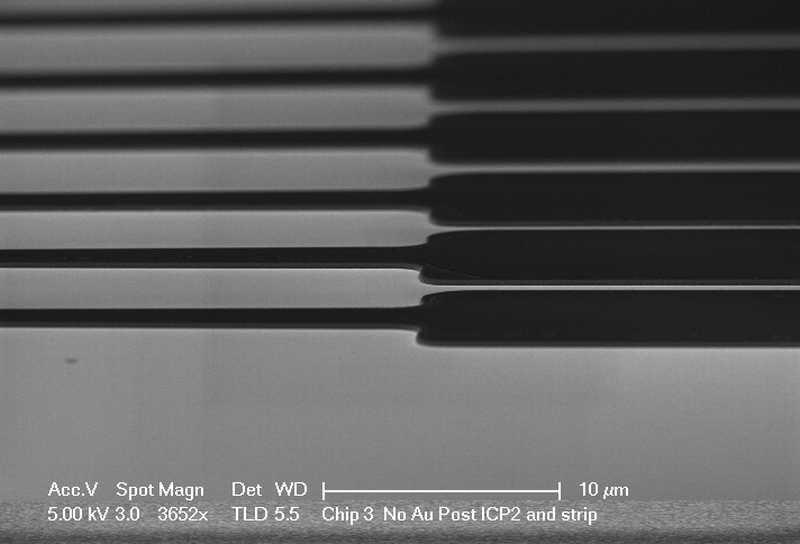 Acc.V Spot Magn Det WD 10 µm
5.00 kV 3.0 3652x TLD 5.5 Chip 3 No Au Post ICP2 and strip